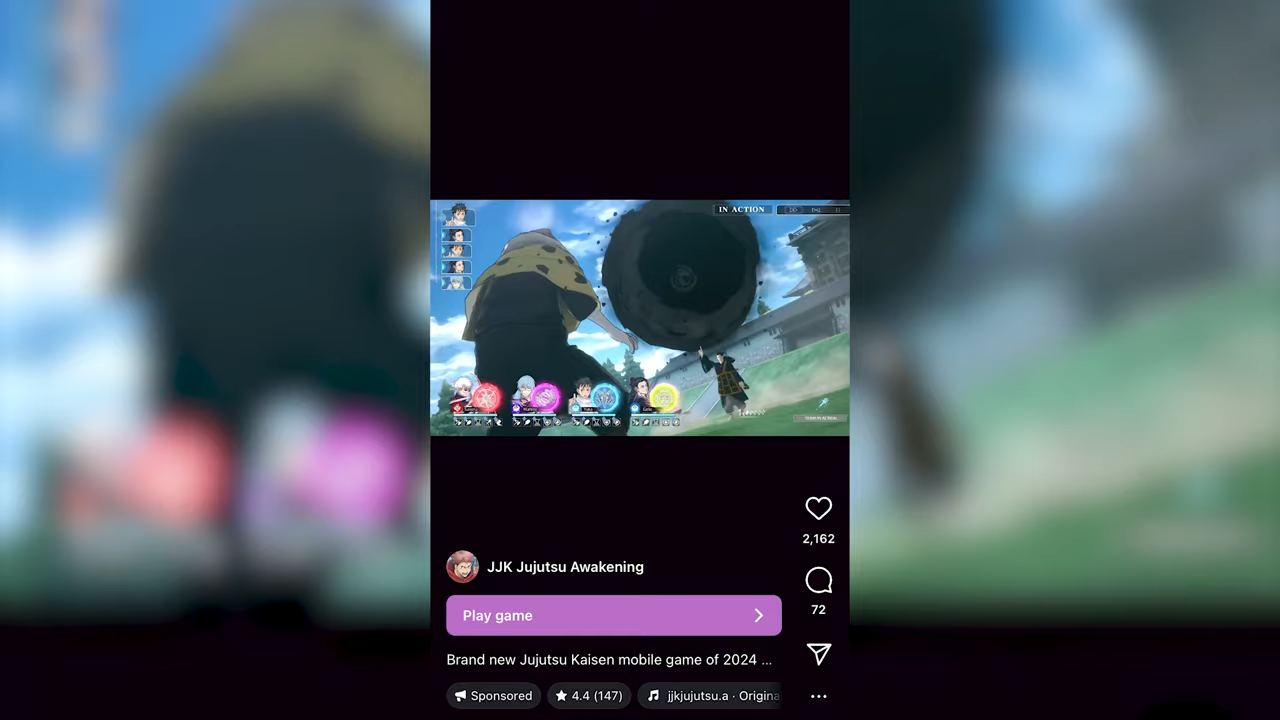 IN ACTION
JJK Jujutsu Awakening
Play game
Brand new Jujutsu Kaisen mobile game of 2024 ...
Sponsored
4.4 (147)
jjkjujutsu.a · Origina
2,162
72